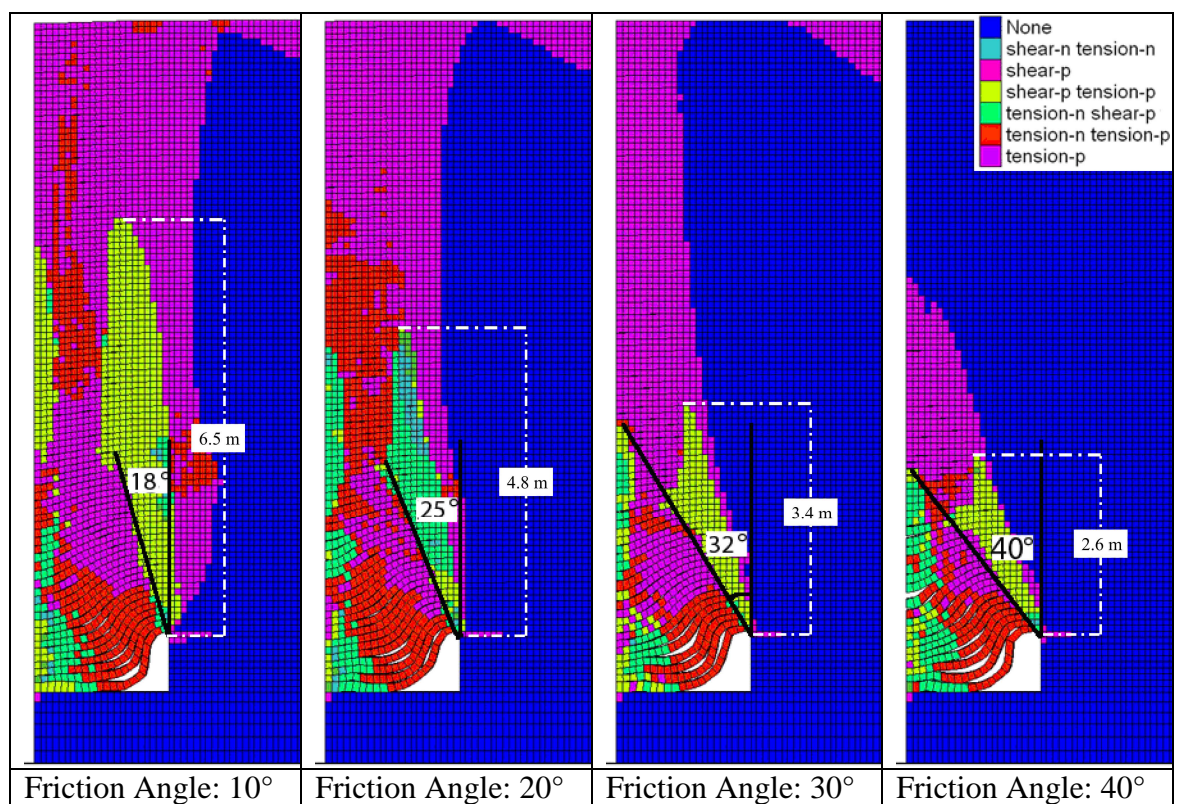 None
shear-n tension-n
shear-p
shear-p tension-p
tension-n shear-p
tension-n tension-p
tension-p
6.5 m
18°
4.8 m
25°
3.4 m
32°
2.6 m
40°
Friction Angle: 10°
Friction Angle: 20°
Friction Angle: 30°
Friction Angle: 40°